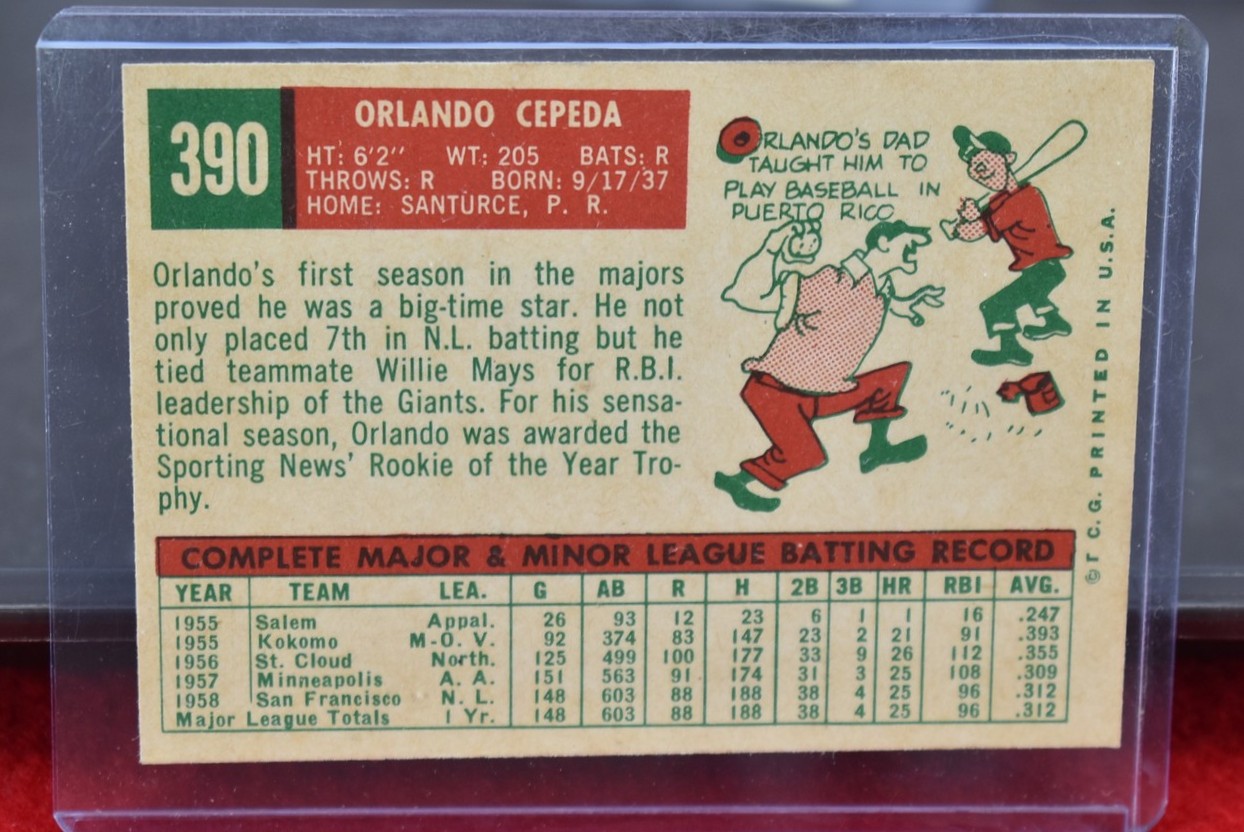 390
ORLANDO CEPEDA
HT: 6'2" WT: 205 BATS: R
THROWS: R BORN: 9/17/37
HOME: SANTURCE, P. R.
ORLANDO'S DAD
TAUGHT HIM TO
PLAY BASEBALL IN
PUERTO RICO
Orlando's first season in the majors
proved he was a big-time star. He not
only placed 7th in N.L. batting but he
tied teammate Willie Mays for R.B.I.
leadership of the Giants. For his sensa-
tional season, Orlando was awarded the
Sporting News' Rookie of the Year Tro-
phy.
©T.C.G. PRINTED IN U.S.A.
COMPLETE MAJOR & MINOR LEAGUE BATTING RECORD
YEAR TEAM LEA. G AB R H 2B 3B HR RBI AVG.
1955 Salem Appal. 26 93 12 23 6 1 1 16 .247
1955 Kokomo M-O. V. 92 374 83 147 23 2 21 91 .393
1956 St. Cloud North. 125 499 100 177 33 9 26 112 .355
1957 Minneapolis A. A. 151 563 91 174 31 3 25 108 .309
1958 San Francisco N. L. 148 603 88 188 38 4 25 96 .312
Major League Totals 1 Yr. 148 603 88 188 38 4 25 96 .312